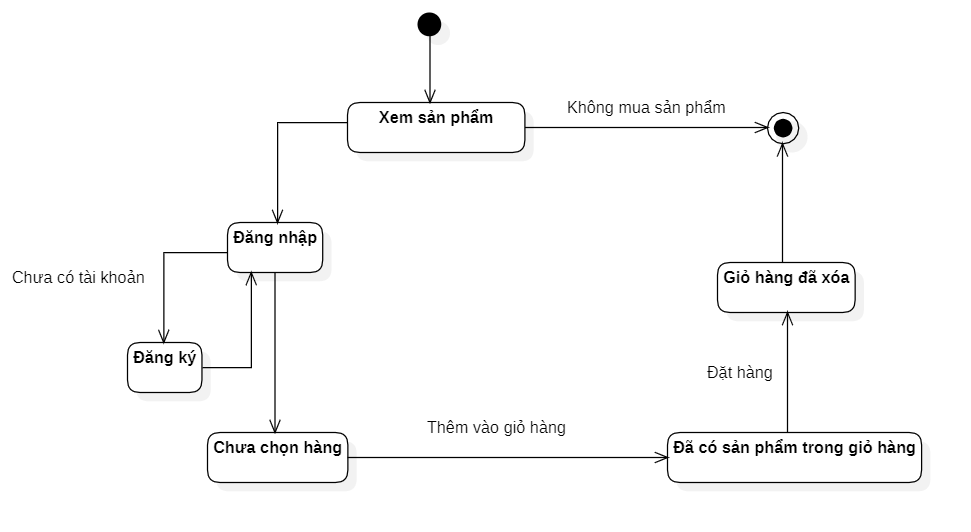 Xem sản phẩm
Không mua sản phẩm
Đăng nhập
Chưa có tài khoản
Giỏ hàng đã xóa
Đăng ký
Đặt hàng
Thêm vào giỏ hàng
Chưa chọn hàng
Đã có sản phẩm trong giỏ hàng